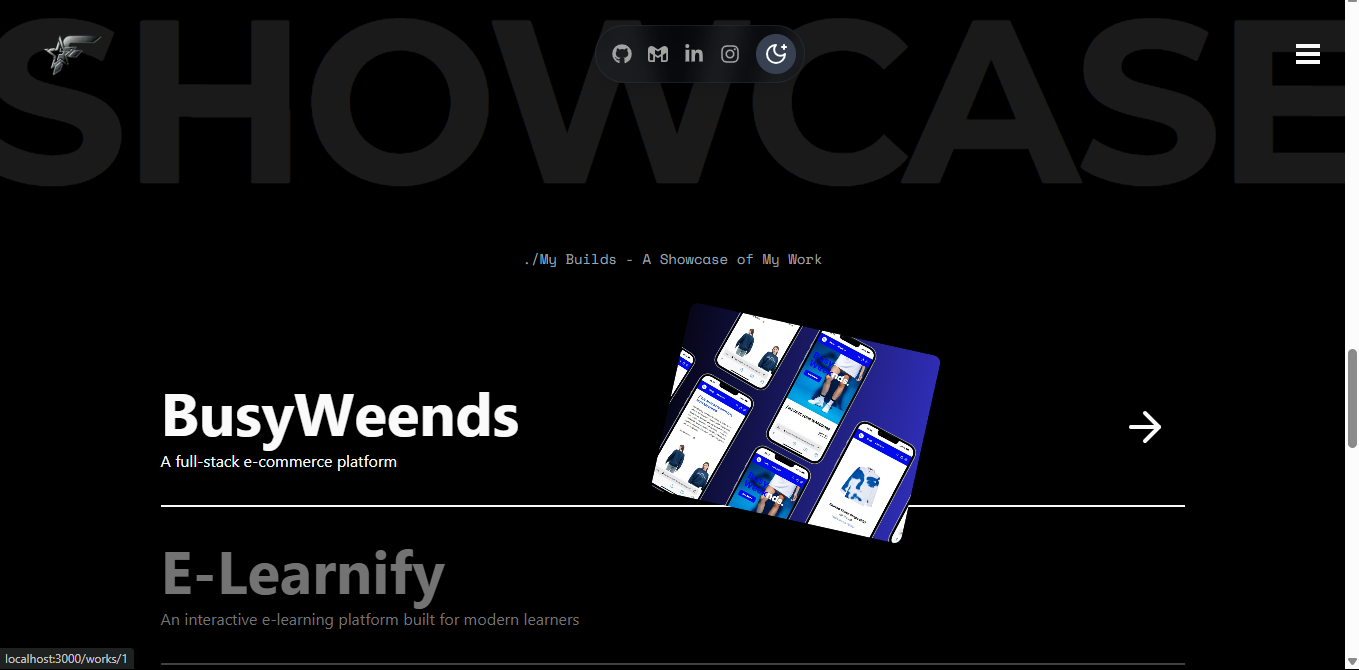 SHOWCASE
./My Builds - A Showcase of My Work
BusyWeends
A full-stack e-commerce platform
E-Learnify
An interactive e-learning platform built for modern learners
localhost:3000/works/1